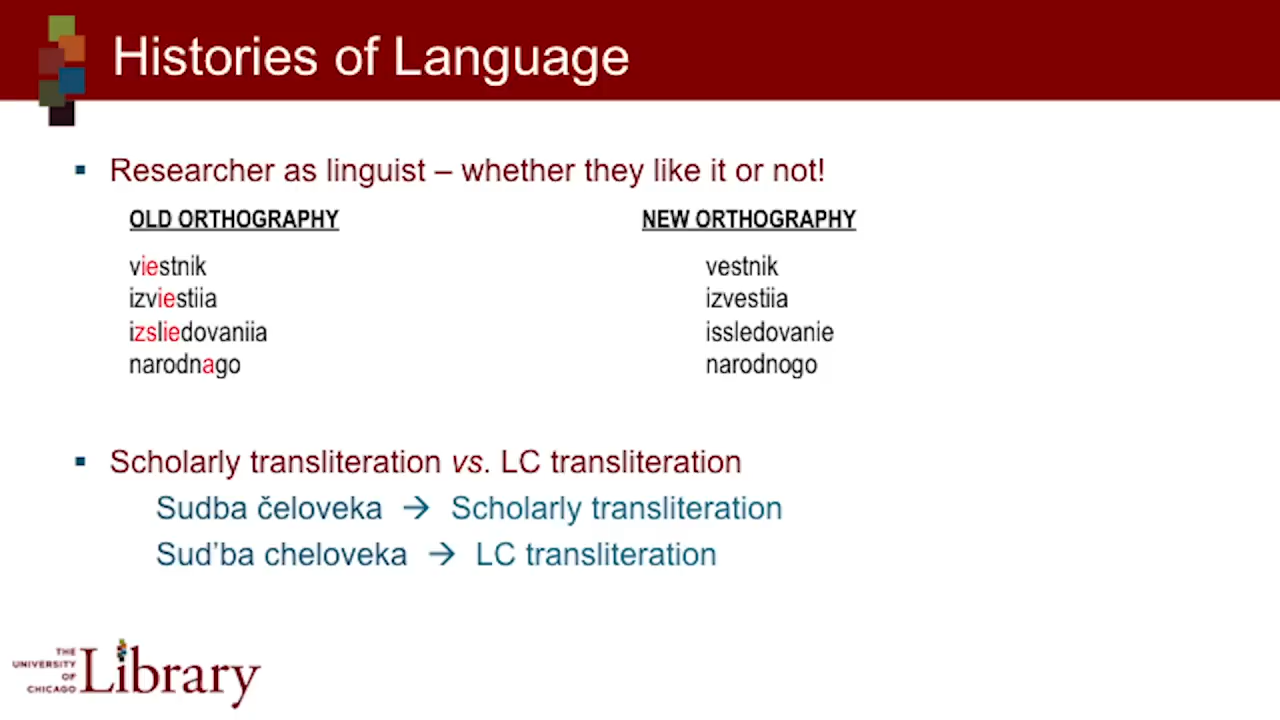 Histories of Language
▪ Researcher as linguist – whether they like it or not!
OLD ORTHOGRAPHY NEW ORTHOGRAPHY
viestnik vestnik
izviestiia izvestiia
izsliedovaniia issledovanie
narodnago narodnogo
▪ Scholarly transliteration vs. LC transliteration
Sudba čeloveka → Scholarly transliteration
Sud’ba cheloveka → LC transliteration
THE UNIVERSITY OF CHICAGO Library